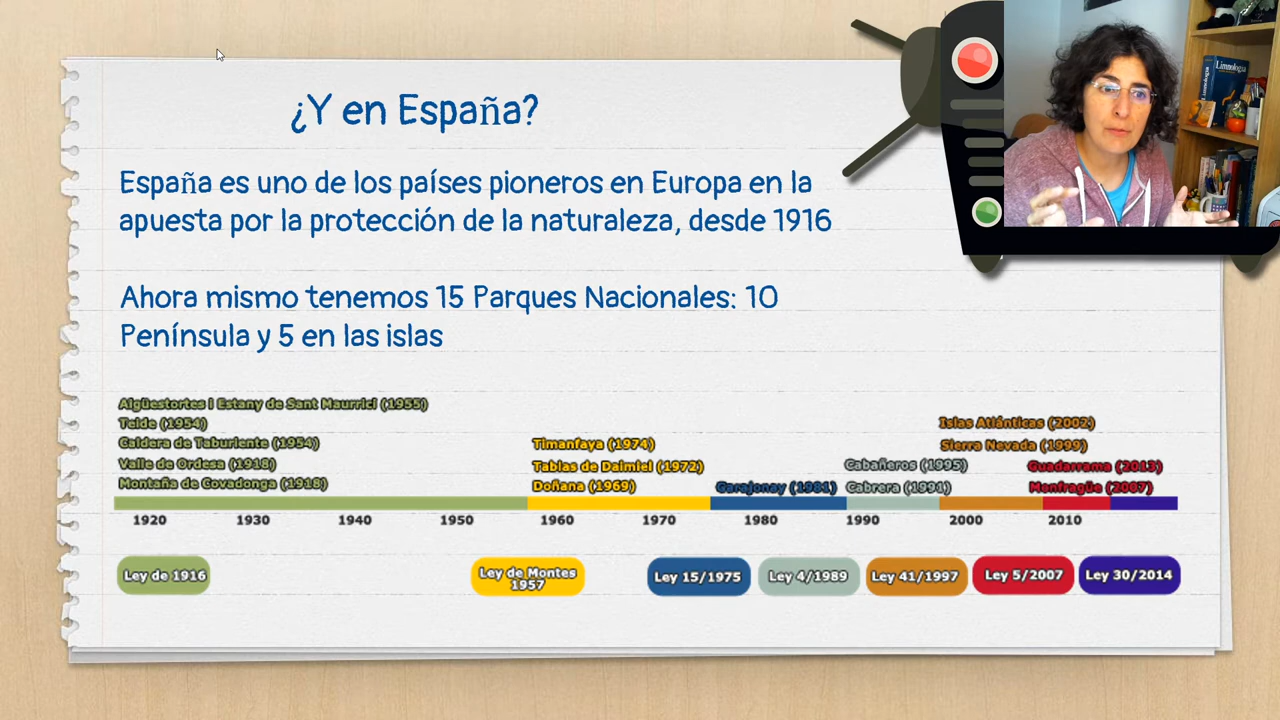 ¿Y en España?
España es uno de los países pioneros en Europa en la
apuesta por la protección de la naturaleza, desde 1916
Ahora mismo tenemos 15 Parques Nacionales: 10
Península y 5 en las islas
Aigüestortes i Estany de Sant Maurrici (1955)
Teide (1954)
Caldera de Taburiente (1954)
Valle de Ordesa (1918)
Montaña de Covadonga (1918)
Timanfaya (1974)
Tablas de Daimiel (1972)
Doñana (1969)
Garajonay (1981)
Cabañeros (1995)
Cabrera (1991)
Islas Atlánticas (2002)
Sierra Nevada (1999)
Guadarrama (2013)
Monfragüe (2007)
1920 1930 1940 1950 1960 1970 1980 1990 2000 2010
Ley de 1916
Ley de Montes
1957
Ley 15/1975
Ley 4/1989
Ley 41/1997
Ley 5/2007
Ley 30/2014
Limnología